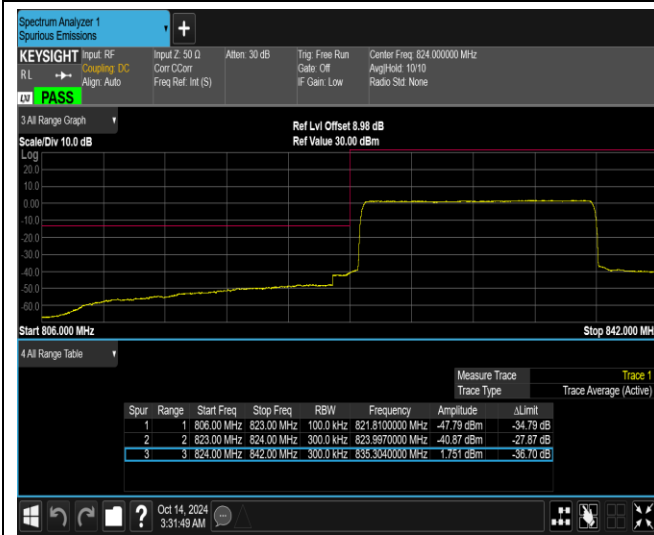 Spectrum Analyzer 1
Spurious Emissions
+
KEYSIGHT Input: RF Input Z: 50 Ω Atten: 30 dB Trig: Free Run Center Freq: 824.000000 MHz
RL Coupling: DC Corr CCorr Gate: Off Avg|Hold: 10/10
Align: Auto Freq Ref: Int (S) IF Gain: Low Radio Std: None
LXI PASS
3 All Range Graph
Ref Lvl Offset 8.98 dB
Scale/Div 10.0 dB Ref Value 30.00 dBm
Log
20.0
10.0
0.00
-10.0
-20.0
-30.0
-40.0
-50.0
-60.0
Start 806.000 MHz Stop 842.000 MH
4 All Range Table
Measure Trace Trace 1
Trace Type Trace Average (Active)
Spur Range Start Freq Stop Freq RBW Frequency Amplitude ΔLimit
1 1 806.00 MHz 823.00 MHz 100.0 kHz 821.8100000 MHz -47.79 dBm -34.79 dB
2 2 823.00 MHz 824.00 MHz 300.0 kHz 823.9970000 MHz -40.87 dBm -27.87 dB
3 3 824.00 MHz 842.00 MHz 300.0 kHz 835.3040000 MHz 1.751 dBm -36.70 dB
? Oct 14, 2024
3:31:49 AM